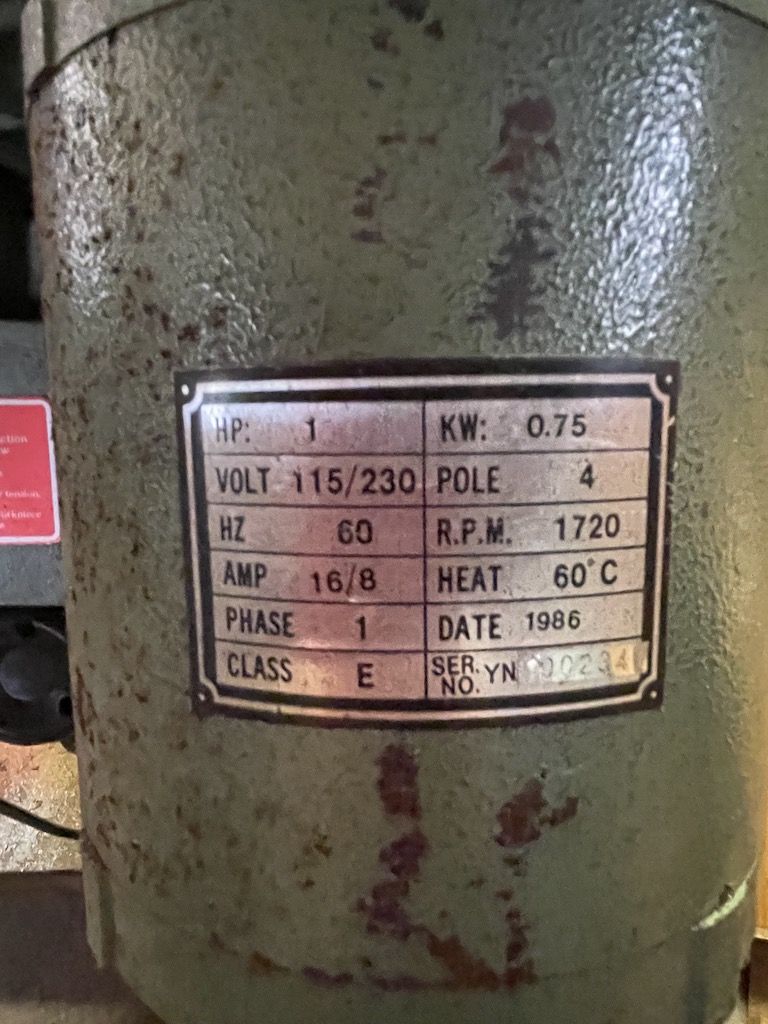 HP: 1 KW: 0.75
VOLT 115/230 POLE 4
HZ 60 R.P.M. 1720
AMP 16/8 HEAT 60°C
PHASE 1 DATE 1986
CLASS E SER. NO. YN